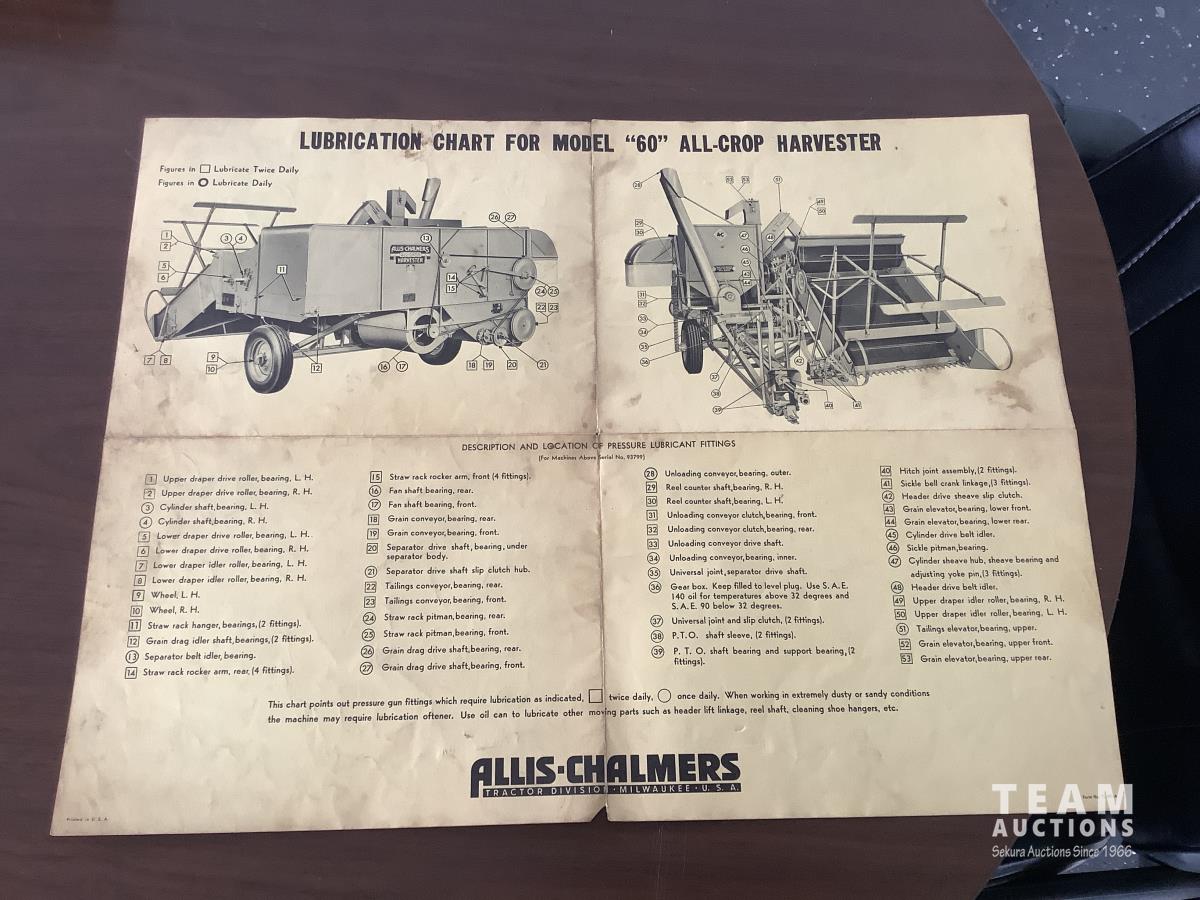 LUBRICATION CHART FOR MODEL “60” ALL-CROP HARVESTER
Figures in □ Lubricate Twice Daily
Figures in ○ Lubricate Daily
ALLIS-CHALMERS
HARVESTER
AC
DESCRIPTION AND LOCATION OF PRESSURE LUBRICANT FITTINGS
(For Machines Above Serial No. 93799)
1 Upper draper drive roller, bearing, L. H.
2 Upper draper drive roller, bearing, R. H.
3 Cylinder shaft, bearing, L. H.
4 Cylinder shaft, bearing, R. H.
5 Lower draper drive roller, bearing, L. H.
6 Lower draper drive roller, bearing, R. H.
7 Lower draper idler roller, bearing, L. H.
8 Lower draper idler roller, bearing, R. H.
9 Wheel, L. H.
10 Wheel, R. H.
11 Straw rack hanger, bearings, (2 fittings).
12 Grain drag idler shaft, bearings, (2 fittings).
13 Separator belt idler, bearing.
14 Straw rack rocker arm, rear, (4 fittings).
15 Straw rack rocker arm, front (4 fittings).
16 Fan shaft bearing, rear.
17 Fan shaft bearing, front.
18 Grain conveyor, bearing, rear.
19 Grain conveyor, bearing, front.
20 Separator drive shaft, bearing, under
separator body.
21 Separator drive shaft slip clutch hub.
22 Tailings conveyor, bearing, rear.
23 Tailings conveyor, bearing, front.
24 Straw rack pitman, bearing, rear.
25 Straw rack pitman, bearing, front.
26 Grain drag drive shaft, bearing, rear.
27 Grain drag drive shaft, bearing, front.
28 Unloading conveyor, bearing, outer.
29 Reel counter shaft, bearing, R. H.
30 Reel counter shaft, bearing, L. H.
31 Unloading conveyor clutch, bearing, front.
32 Unloading conveyor clutch, bearing, rear.
33 Unloading conveyor drive shaft.
34 Unloading conveyor, bearing, inner.
35 Universal joint, separator drive shaft.
36 Gear box. Keep filled to level plug. Use S. A. E.
140 oil for temperatures above 32 degrees and
S. A. E. 90 below 32 degrees.
37 Universal joint and slip clutch, (2 fittings).
38 P.T.O. shaft sleeve, (2 fittings).
39 P. T. O. shaft bearing and support bearing, (2
fittings).
40 Hitch joint assembly, (2 fittings).
41 Sickle bell crank linkage, (3 fittings).
42 Header drive sheave slip clutch.
43 Grain elevator, bearing, lower front.
44 Grain elevator, bearing, lower rear.
45 Cylinder drive belt idler.
46 Sickle pitman, bearing.
47 Cylinder sheave hub, sheave bearing and
adjusting yoke pin, (3 fittings).
48 Header drive belt idler.
49 Upper draper idler roller, bearing, R. H.
50 Upper draper idler roller, bearing, L. H.
51 Tailings elevator, bearing, upper.
52 Grain elevator, bearing, upper front.
53 Grain elevator, bearing, upper rear.
This chart points out pressure gun fittings which require lubrication as indicated, □ twice daily, ○ once daily. When working in extremely dusty or sandy conditions
the machine may require lubrication oftener. Use oil can to lubricate other moving parts such as header lift linkage, reel shaft, cleaning shoe hangers, etc.
ALLIS-CHALMERS
TRACTOR DIVISION · MILWAUKEE · U. S. A.
Printed in U. S. A.
TEAM
AUCTIONS
Sekura Auctions Since 1966